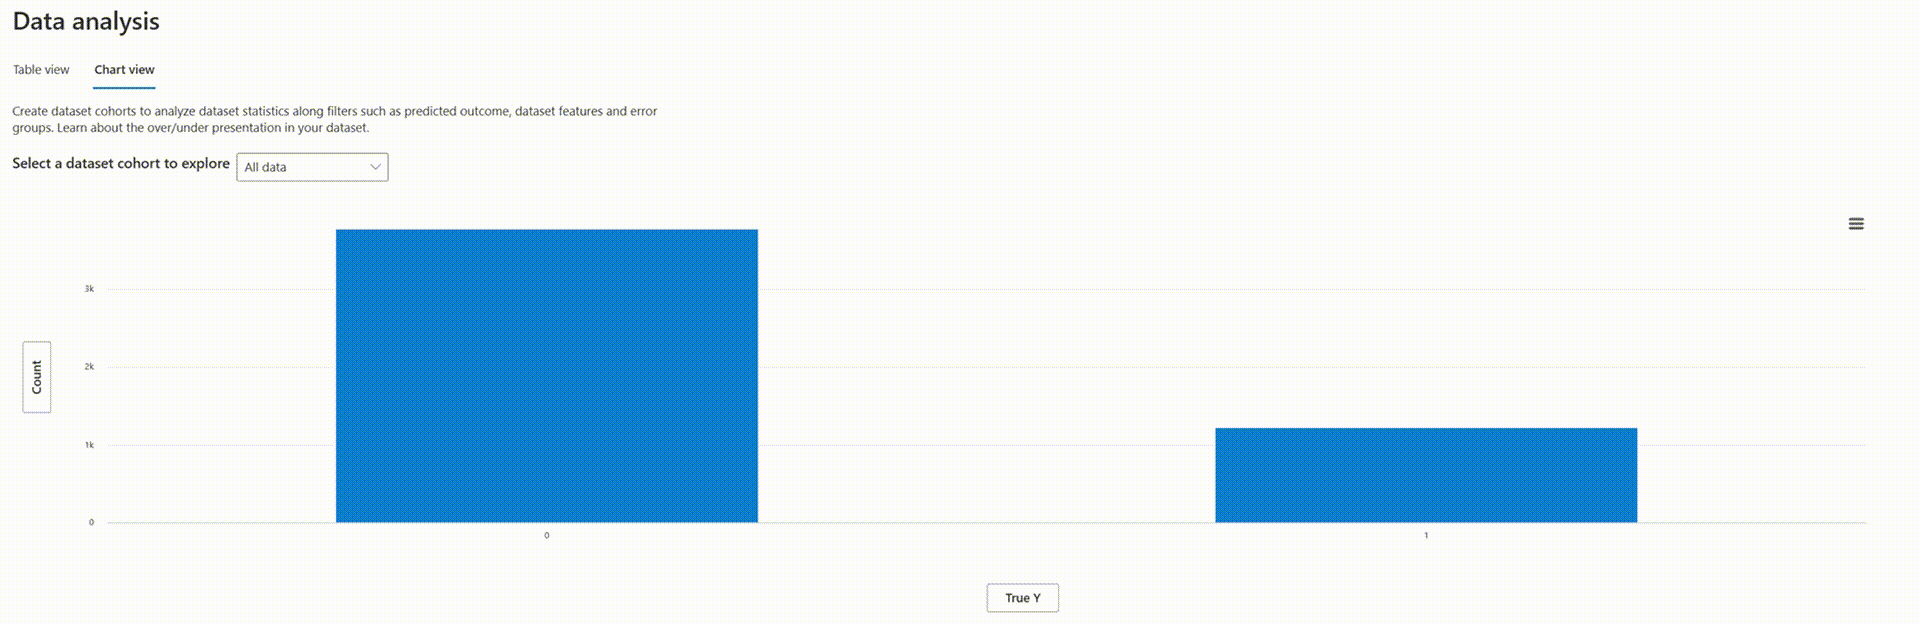 Data analysis
Table view
Chart view
Create dataset cohorts to analyze dataset statistics along filters such as predicted outcome, dataset features and error
groups. Learn about the over/under presentation in your dataset.
Select a dataset cohort to explore
All data
3k
2k
1k
0
Count
0
1
True Y